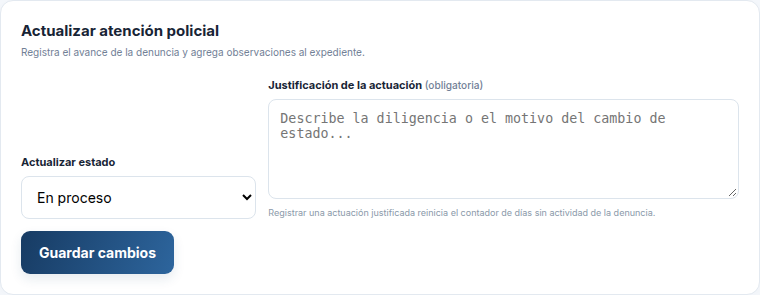 Actualizar atención policial
Registra el avance de la denuncia y agrega observaciones al expediente.
Justificación de la actuación (obligatoria)
Describe la diligencia o el motivo del cambio de
estado...
Actualizar estado
En proceso
Registrar una actuación justificada reinicia el contador de días sin actividad de la denuncia.
Guardar cambios